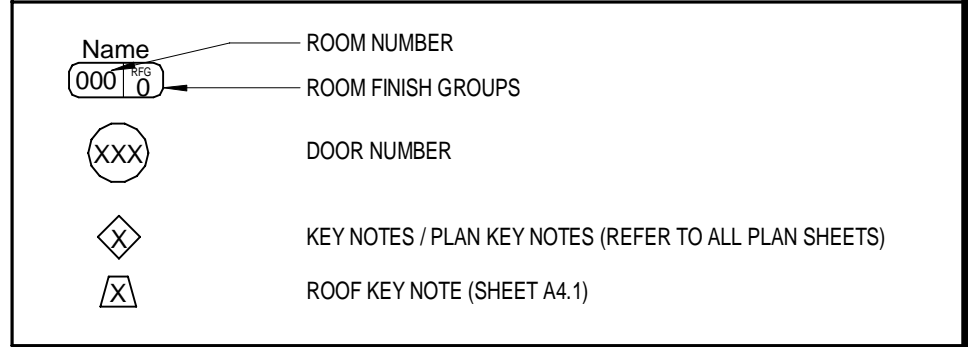 Name
ROOM NUMBER
000 RFG
0
ROOM FINISH GROUPS
XXX DOOR NUMBER
X KEY NOTES / PLAN KEY NOTES (REFER TO ALL PLAN SHEETS)
X ROOF KEY NOTE (SHEET A4.1)